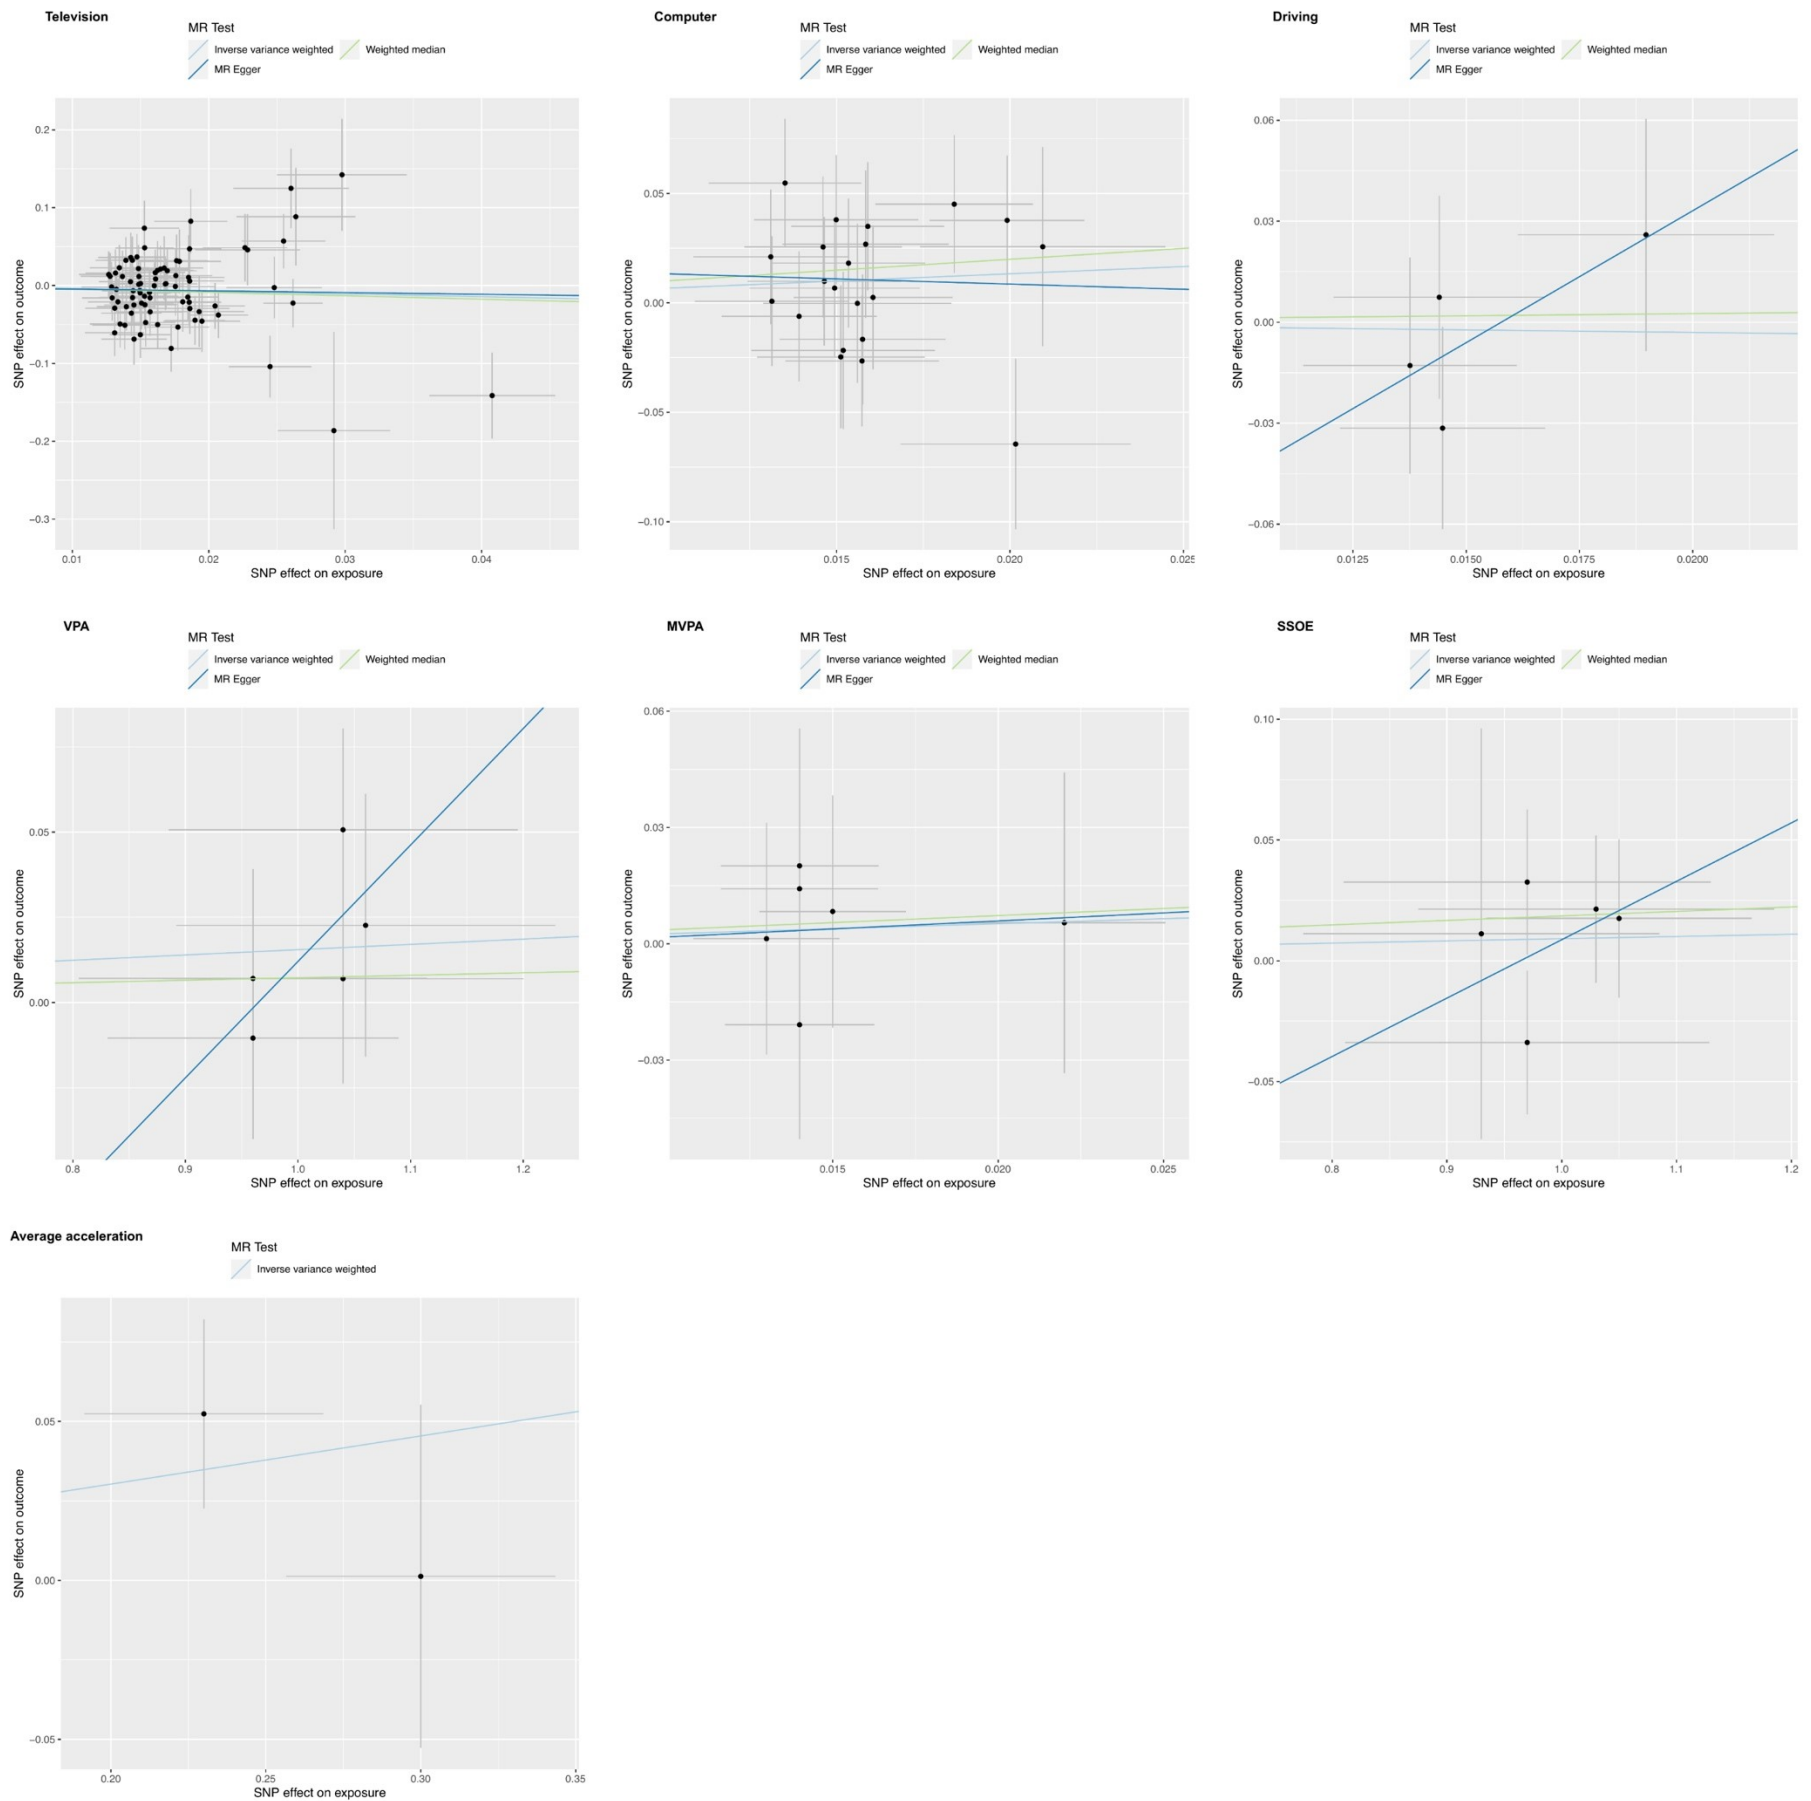 Television
MR Test
Inverse variance weighted
Weighted median
MR Egger
0.2
0.1
0.0
−0.1
−0.2
−0.3
SNP effect on outcome
0.01
0.02
0.03
0.04
SNP effect on exposure
Computer
MR Test
Inverse variance weighted
Weighted median
MR Egger
0.05
0.00
−0.05
−0.10
SNP effect on outcome
0.015
0.020
0.025
SNP effect on exposure
Driving
MR Test
Inverse variance weighted
Weighted median
MR Egger
0.06
0.03
0.00
−0.03
−0.06
SNP effect on outcome
0.0125
0.0150
0.0175
0.0200
SNP effect on exposure
VPA
MR Test
Inverse variance weighted
Weighted median
MR Egger
0.05
0.00
SNP effect on outcome
0.8
0.9
1.0
1.1
1.2
SNP effect on exposure
MVPA
MR Test
Inverse variance weighted
Weighted median
MR Egger
0.06
0.03
0.00
−0.03
SNP effect on outcome
0.015
0.020
0.025
SNP effect on exposure
SSOE
MR Test
Inverse variance weighted
Weighted median
MR Egger
0.10
0.05
0.00
−0.05
SNP effect on outcome
0.8
0.9
1.0
1.1
1.2
SNP effect on exposure
Average acceleration
MR Test
Inverse variance weighted
0.05
0.00
−0.05
SNP effect on outcome
0.20
0.25
0.30
0.35
SNP effect on exposure